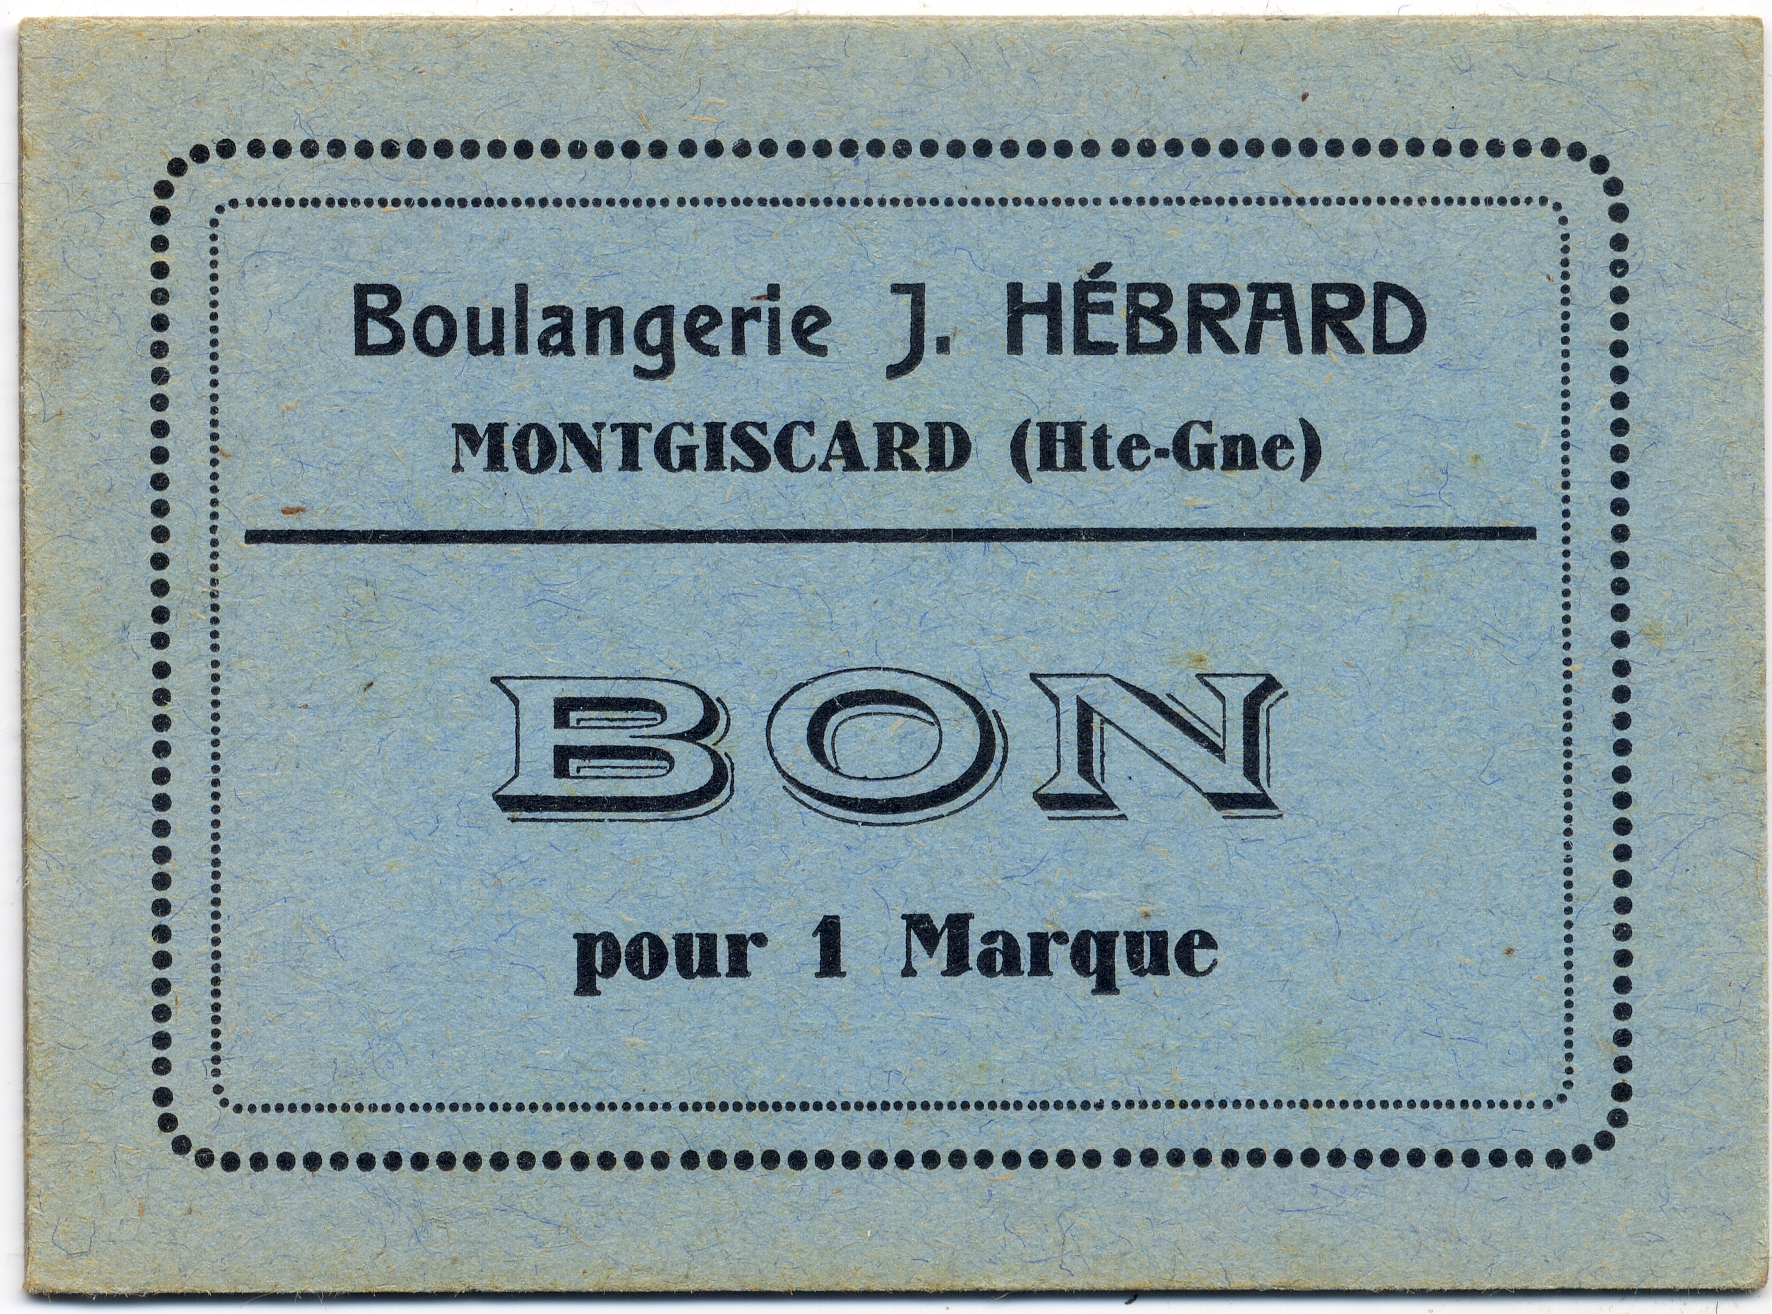 Boulangerie J. HÉBRARD
MONTGISCARD (Hte-Gne)
BON
pour 1 Marque